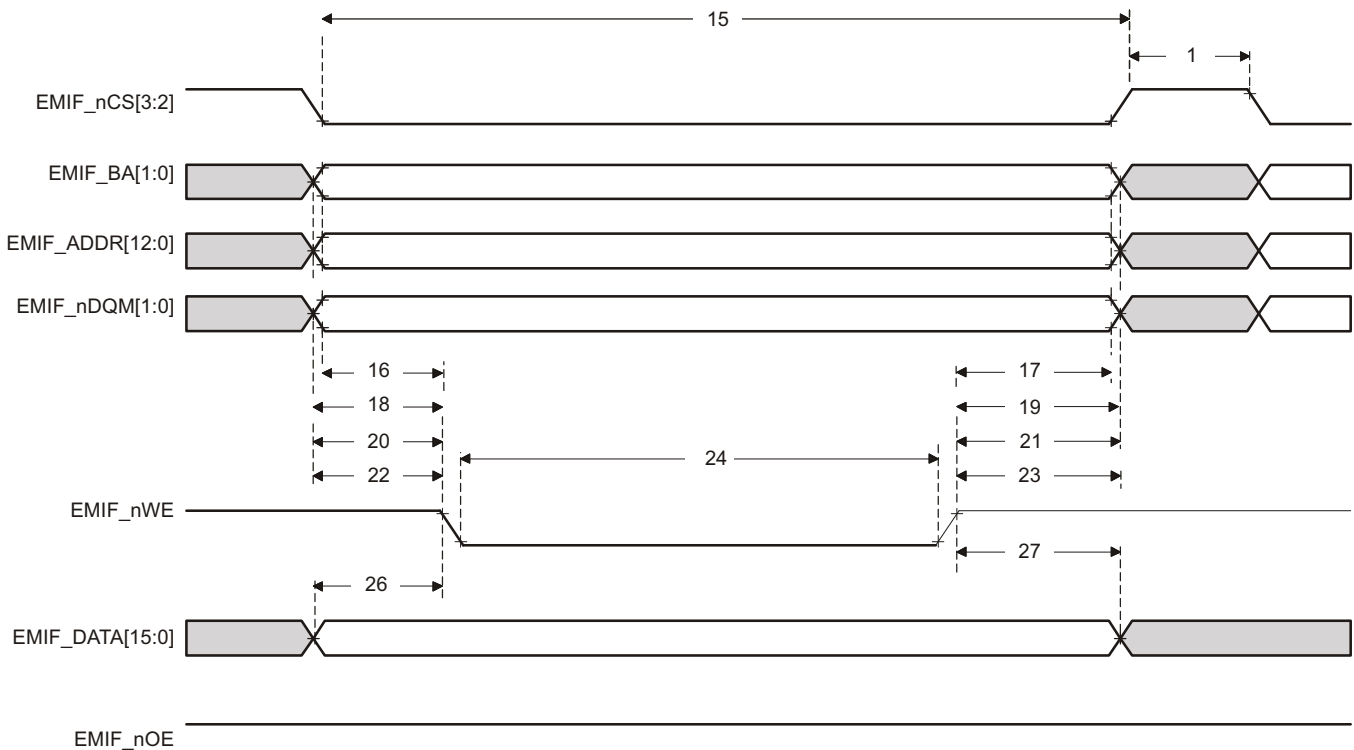 15
1
EMIF_nCS[3:2]
EMIF_BA[1:0]
EMIF_ADDR[12:0]
EMIF_nDQM[1:0]
16
17
18
19
20
21
22
23
24
EMIF_nWE
27
26
EMIF_DATA[15:0]
EMIF_nOE